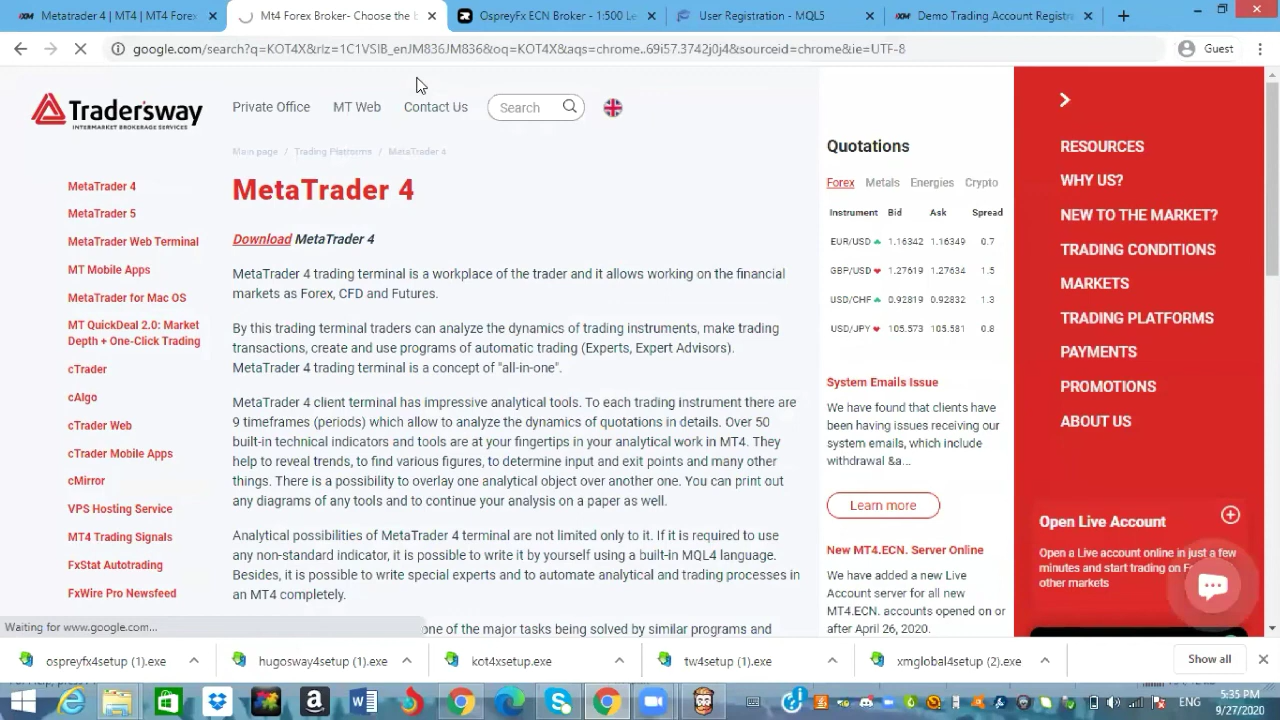 Metatrader 4 | MT4 | MT4 Forex
Mt4 Forex Broker- Choose the b
OspreyFx ECN Broker - 1:500 Le
User Registration - MQL5
Demo Trading Account Registra
google.com/search?q=KOT4X&rlz=1C1VSIB_enJM836JM836&oq=KOT4X&aqs=chrome..69i57.3742j0j4&sourceid=chrome&ie=UTF-8
Guest
Tradersway
INTERMARKET BROKERAGE SERVICES
Private Office
MT Web
Contact Us
Search
Main page / Trading Platforms / MetaTrader 4
MetaTrader 4
MetaTrader 5
MetaTrader Web Terminal
MT Mobile Apps
MetaTrader for Mac OS
MT QuickDeal 2.0: Market
Depth + One-Click Trading
cTrader
cAlgo
cTrader Web
cTrader Mobile Apps
cMirror
VPS Hosting Service
MT4 Trading Signals
FxStat Autotrading
FxWire Pro Newsfeed
MetaTrader 4
Download MetaTrader 4
MetaTrader 4 trading terminal is a workplace of the trader and it allows working on the financial
markets as Forex, CFD and Futures.
By this trading terminal traders can analyze the dynamics of trading instruments, make trading
transactions, create and use programs of automatic trading (Experts, Expert Advisors).
MetaTrader 4 trading terminal is a concept of "all-in-one".
MetaTrader 4 client terminal has impressive analytical tools. To each trading instrument there are
9 timeframes (periods) which llow to analyze the dynamics of quotations in details. Over 50
built-in technical indicators and tools are at your fingertips in your analytical work in MT4. They
help to reveal trends, to find various figures, to determine input and exit points and many other
things. There is a possibility to overlay one analytical object over another one. You can print out
any diagrams of any tools and to continue your analysis on a paper as well.
Analytical possibilities of MetaTrader 4 terminal are not limited only to it. If it is required to use
any non-standard indicator, it is possible to write it by yourself using a built-in MQL4 language.
Besides, it is possible to write special experts and to automate analytical and trading processes in
an MT4 completely.
one of the major tasks being solved by similar programs and
Quotations
Forex Metals Energies Crypto
Instrument Bid Ask Spread
EUR/USD 1.16342 1.16349 0.7
GBP/USD 1.27619 1.27634 1.5
USD/CHF 0.92819 0.92832 1.3
USD/JPY 105.573 105.581 0.8
System Emails Issue
We have found that clients have
been having issues receiving our
system emails, which include
withdrawal &a...
Learn more
New MT4.ECN. Server Online
We have added a new Live
Account server for all new
MT4.ECN. accounts opened on or
after April 26, 2020.
RESOURCES
WHY US?
NEW TO THE MARKET?
TRADING CONDITIONS
MARKETS
TRADING PLATFORMS
PAYMENTS
PROMOTIONS
ABOUT US
Open Live Account
Open a Live account online in just a few
minutes and start trading on F
other markets
Waiting for www.google.com...
ospreyfx4setup (1).exe
hugosway4setup (1).exe
kot4xsetup.exe
tw4setup (1).exe
xmglobal4setup (2).exe
Show all
ENG
5:35 PM
9/27/2020